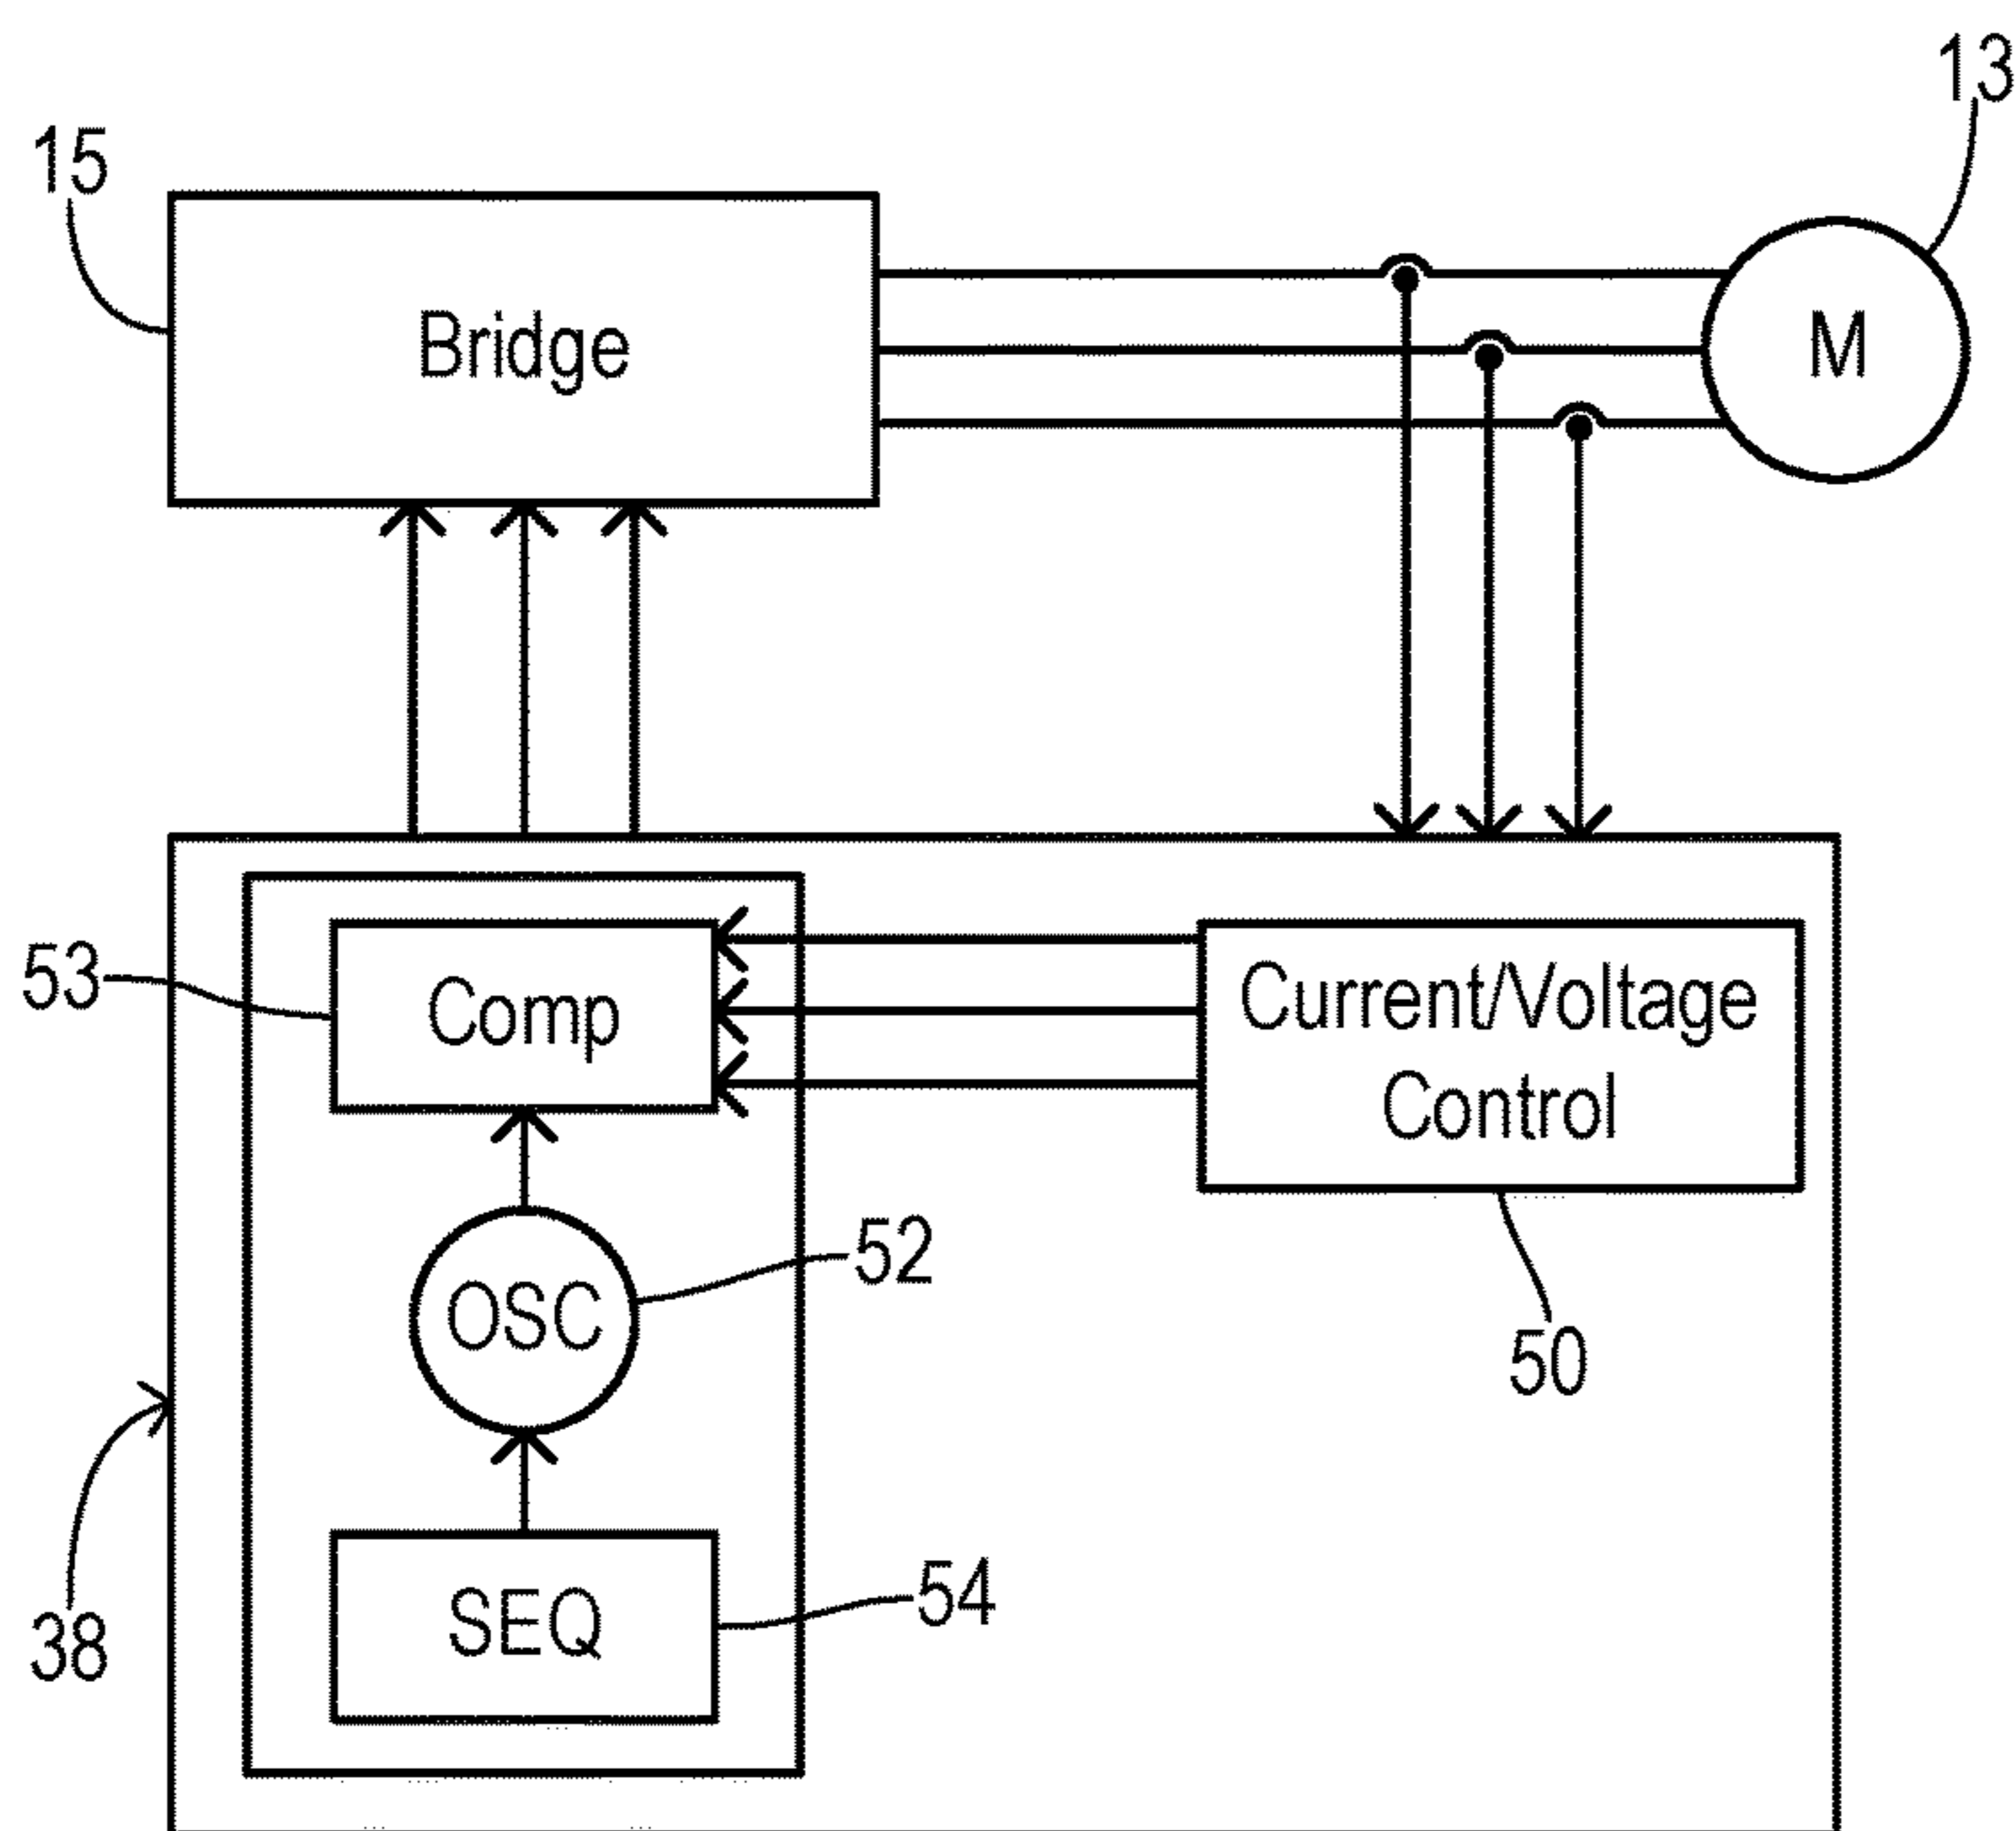 13
15
Bridge
M
53
Comp
Current/Voltage
Control
52
OSC
50
38
SEQ
54